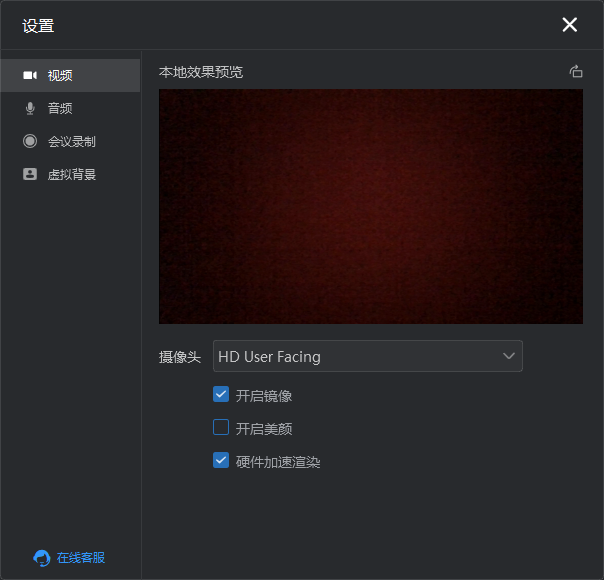 设置
视频
音频
会议录制
虚拟背景
本地效果预览
摄像头 HD User Facing
开启镜像
开启美颜
硬件加速渲染
在线客服